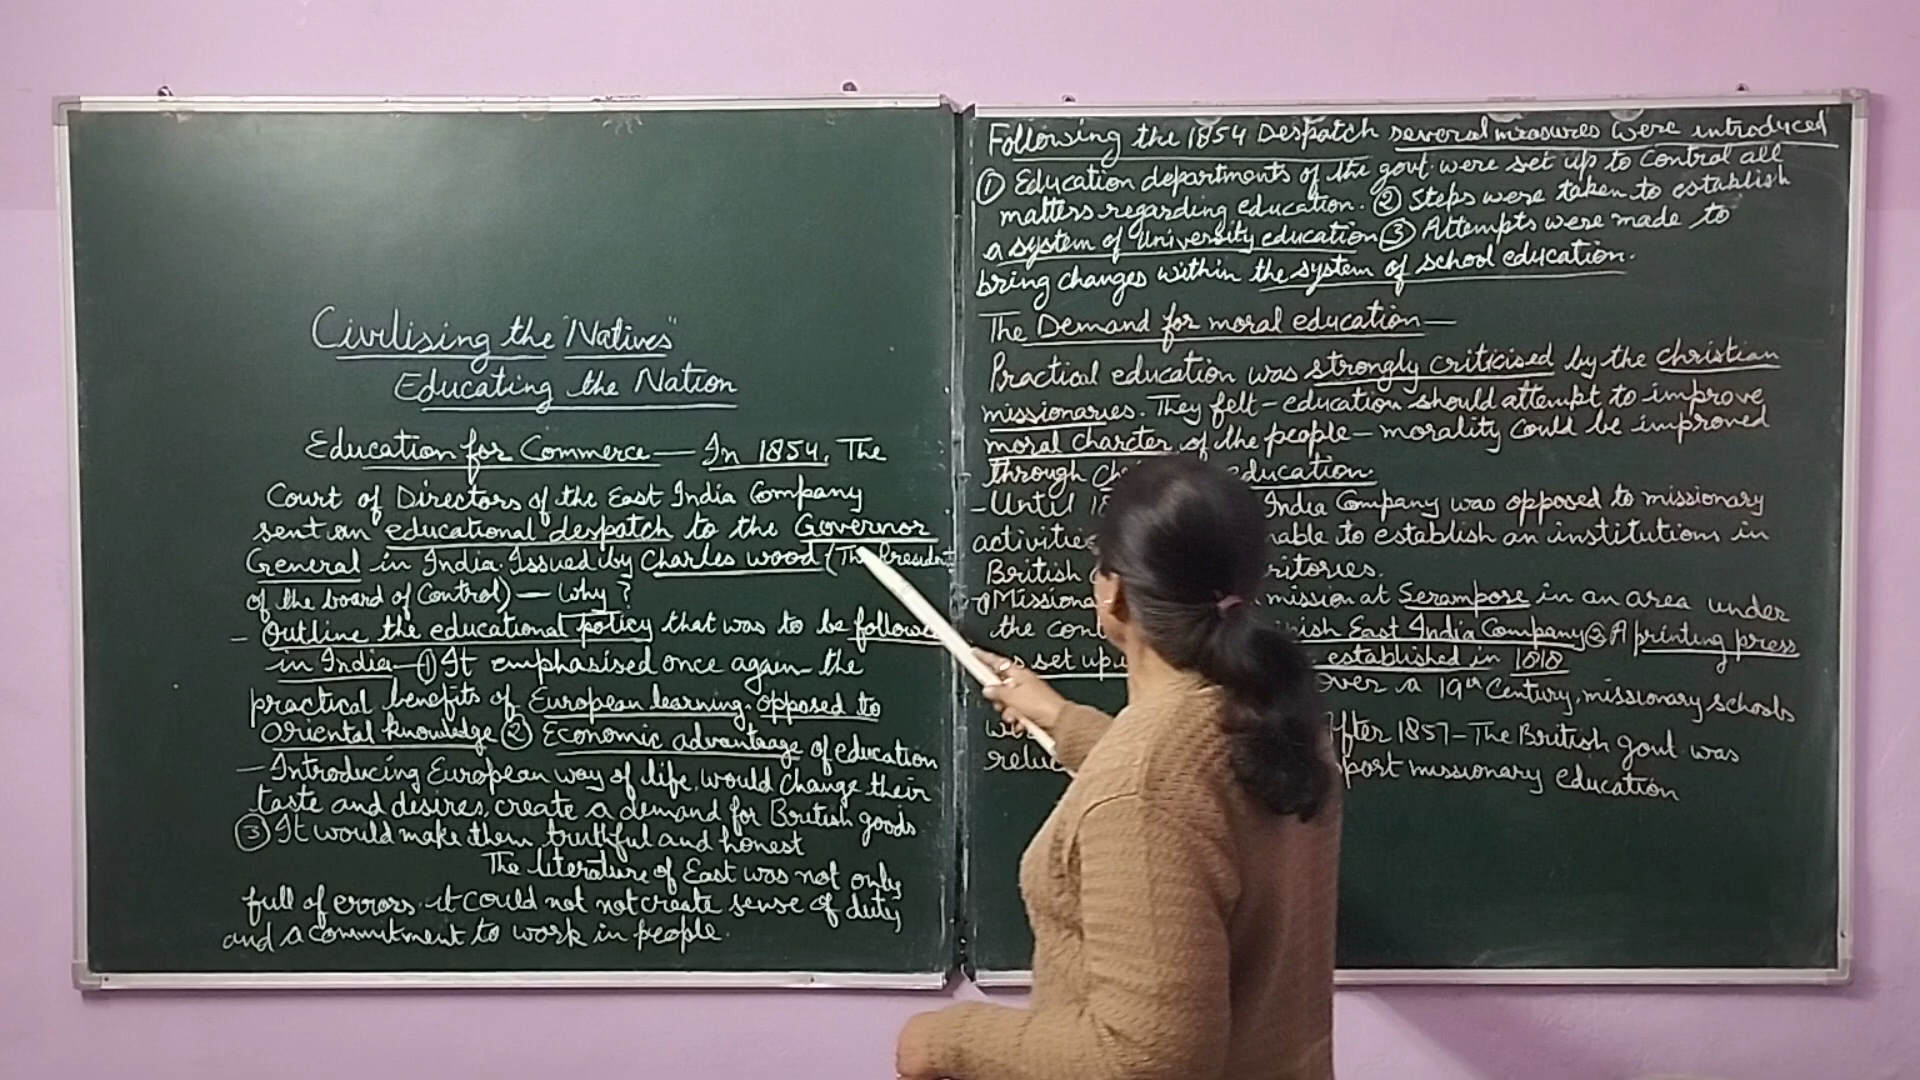 Civilising the "Natives"
Educating the Nation
Education for Commerce — In 1854, The
Court of Directors of the East India Company
sent an educational despatch to the Governor
General in India. Issued by Charles wood (The President
of the board of Control) — Why?
- Outline the educational policy that was to be followe
in India — ① It emphasised once again the
practical benefits of European learning. opposed to
Oriental knowledge ② Economic advantage of education
- Introducing European way of life, would change their
taste and desires, create a demand for British goods
③ It would make them truthful and honest
The literature of East was not only
full of errors. it could not not create sense of duty
and a commitment to work in people.
Following the 1854 Despatch several measures were introduced
① Education departments of the govt. were set up to control all
matters regarding education. ② Steps were taken to establish
a system of University education ③ Attempts were made to
bring changes within the system of school education.
The Demand for moral education —
Practical education was strongly criticised by the christian
missionaries. They felt - education should attempt to improve
moral charcter of the people — morality could be improved
through education.
- Until India Company was opposed to missionary
activities to establish an institutions in
British
mission at Serampore in an area under
the East India Company ② A printing press
set up established in 1818
over a 19th Century, missionary schools
After 1857 - The British govt was
missionary education